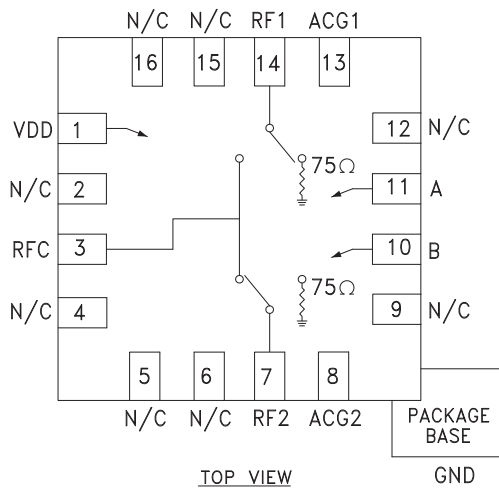 N/C N/C RF1 ACG1
16 15 14 13
VDD 1
12 N/C
75Ω
N/C 2
11 A
RFC 3
10 B
75Ω
N/C 4
9 N/C
5 6 7 8
N/C N/C RF2 ACG2
PACKAGE
BASE
TOP VIEW
GND